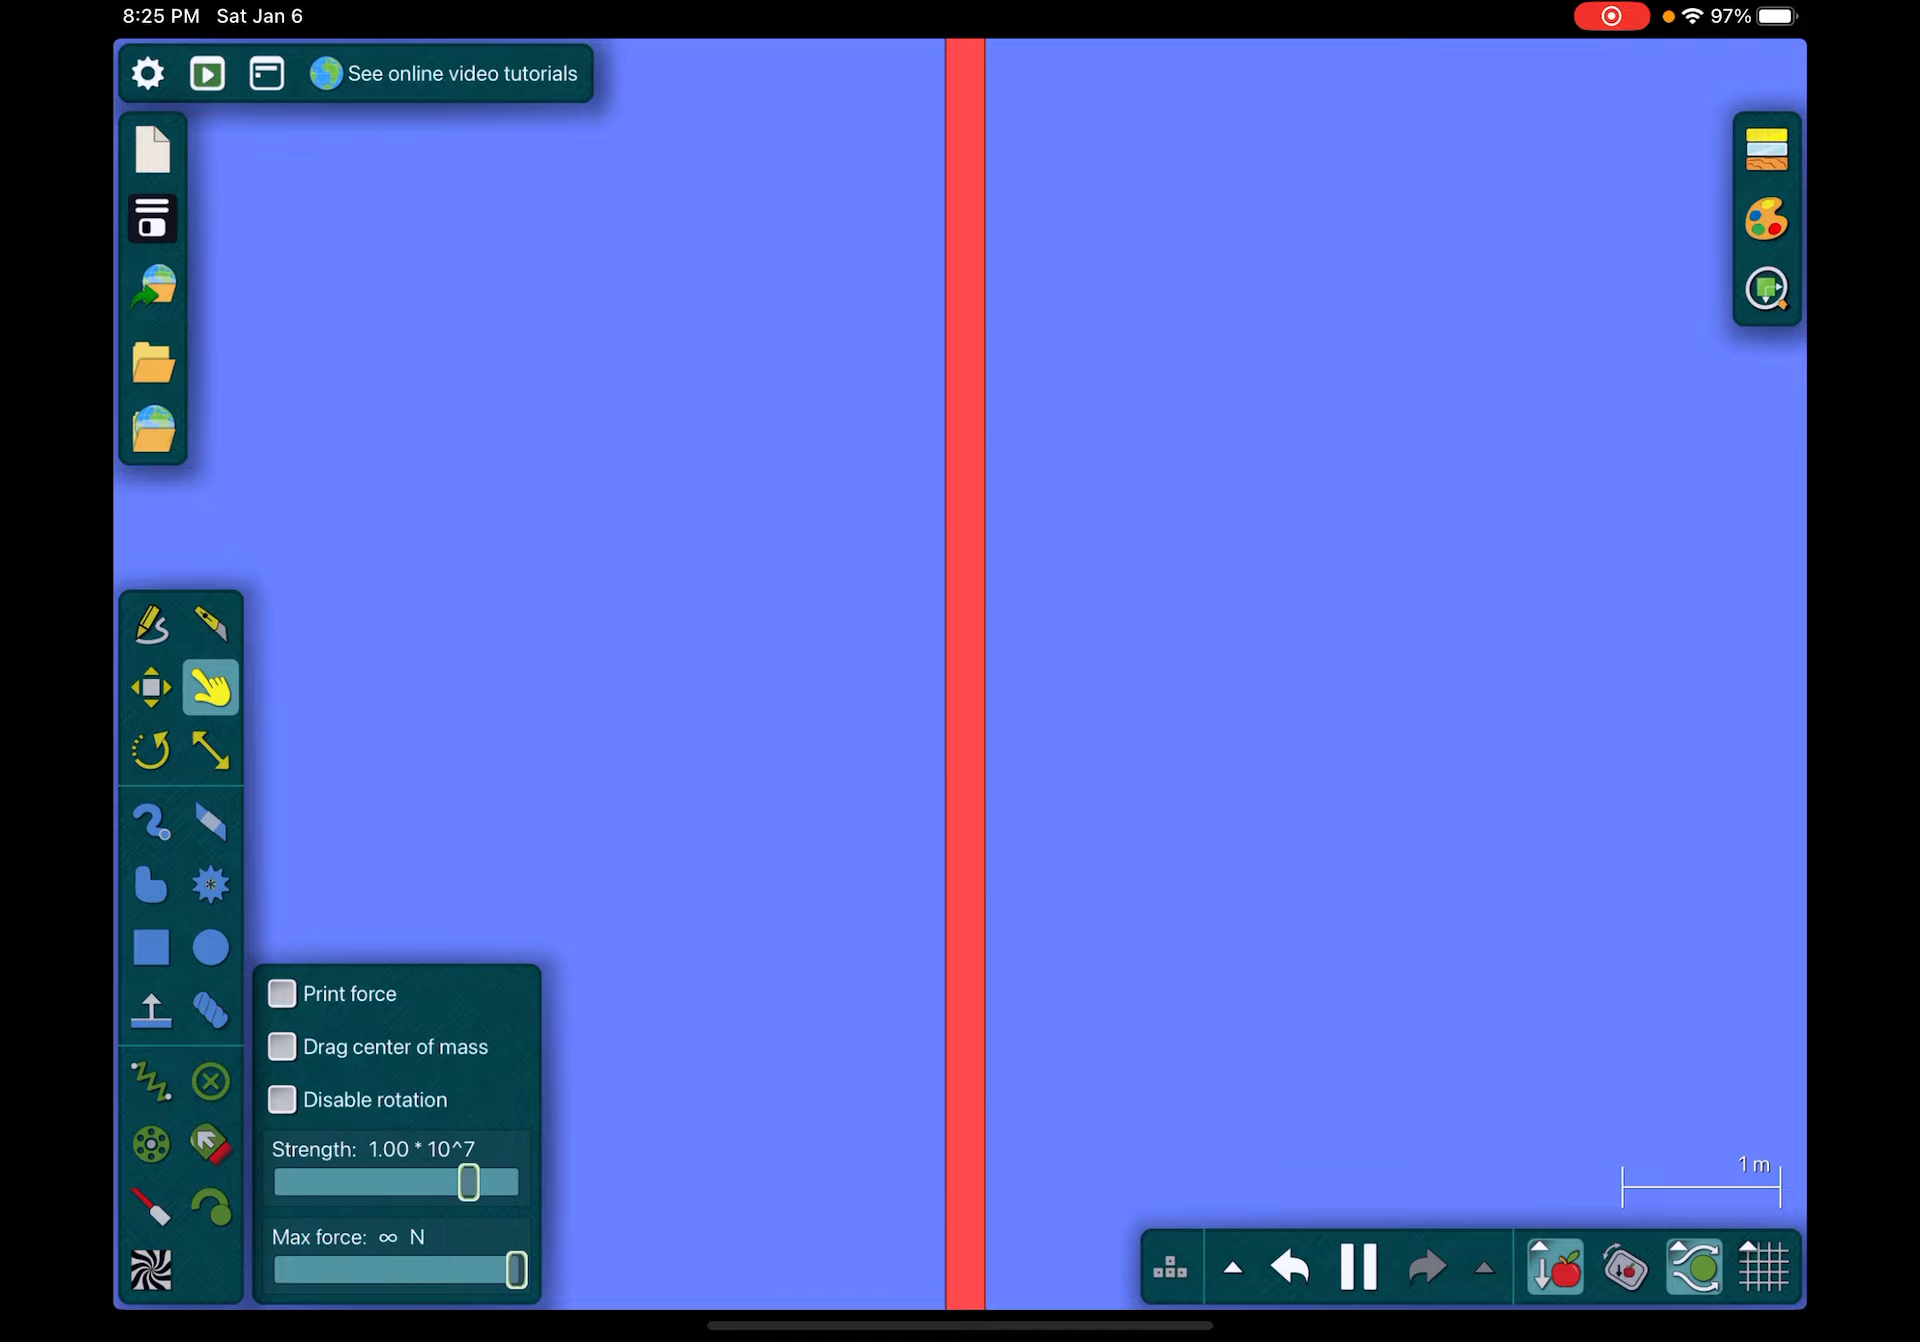 8:25 PM Sat Jan 6
97%
See online video tutorials
Print force
Drag center of mass
Disable rotation
Strength: 1.00 * 10^7
Max force: ∞ N
1 m